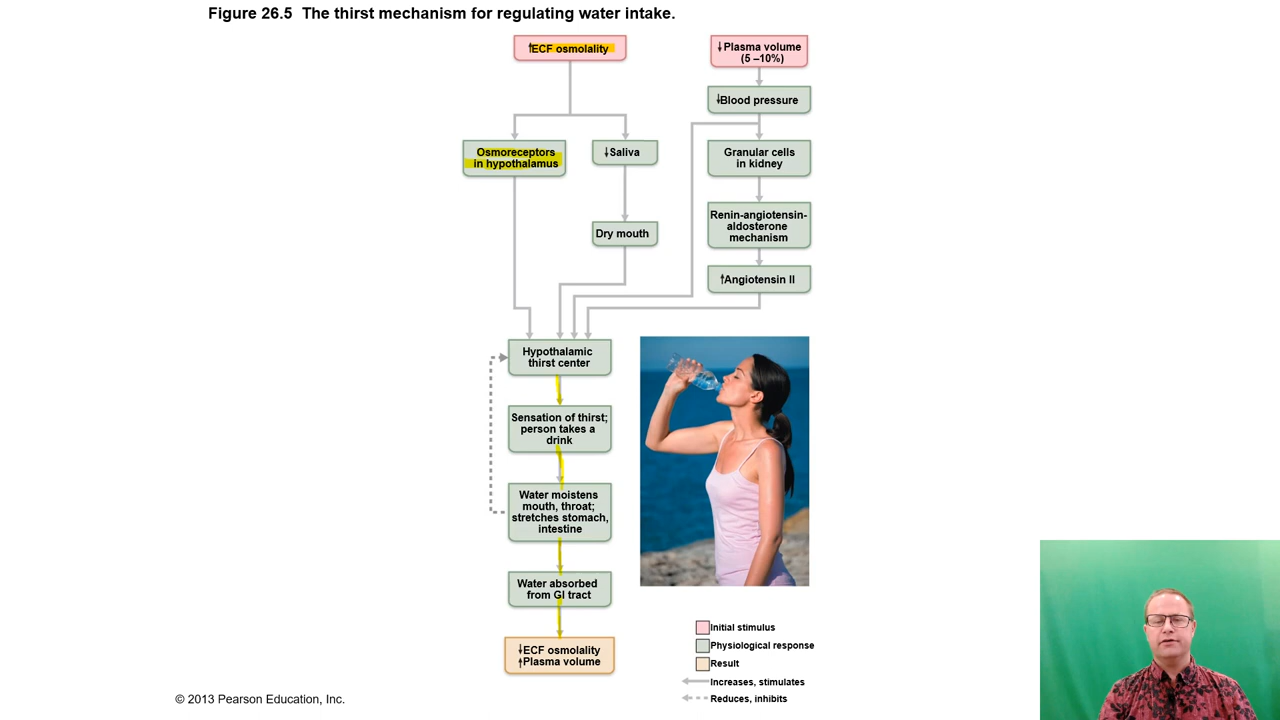 Figure 26.5  The thirst mechanism for regulating water intake.
↑ECF osmolality
↓Plasma volume
(5 –10%)
↓Blood pressure
Osmoreceptors
in hypothalamus
↓Saliva
Granular cells
in kidney
Dry mouth
Renin-angiotensin-
aldosterone
mechanism
↑Angiotensin II
Hypothalamic
thirst center
Sensation of thirst;
person takes a
drink
Water moistens
mouth, throat;
stretches stomach,
intestine
Water absorbed
from GI tract
↓ECF osmolality
↑Plasma volume
Initial stimulus
Physiological response
Result
Increases, stimulates
Reduces, inhibits
© 2013 Pearson Education, Inc.